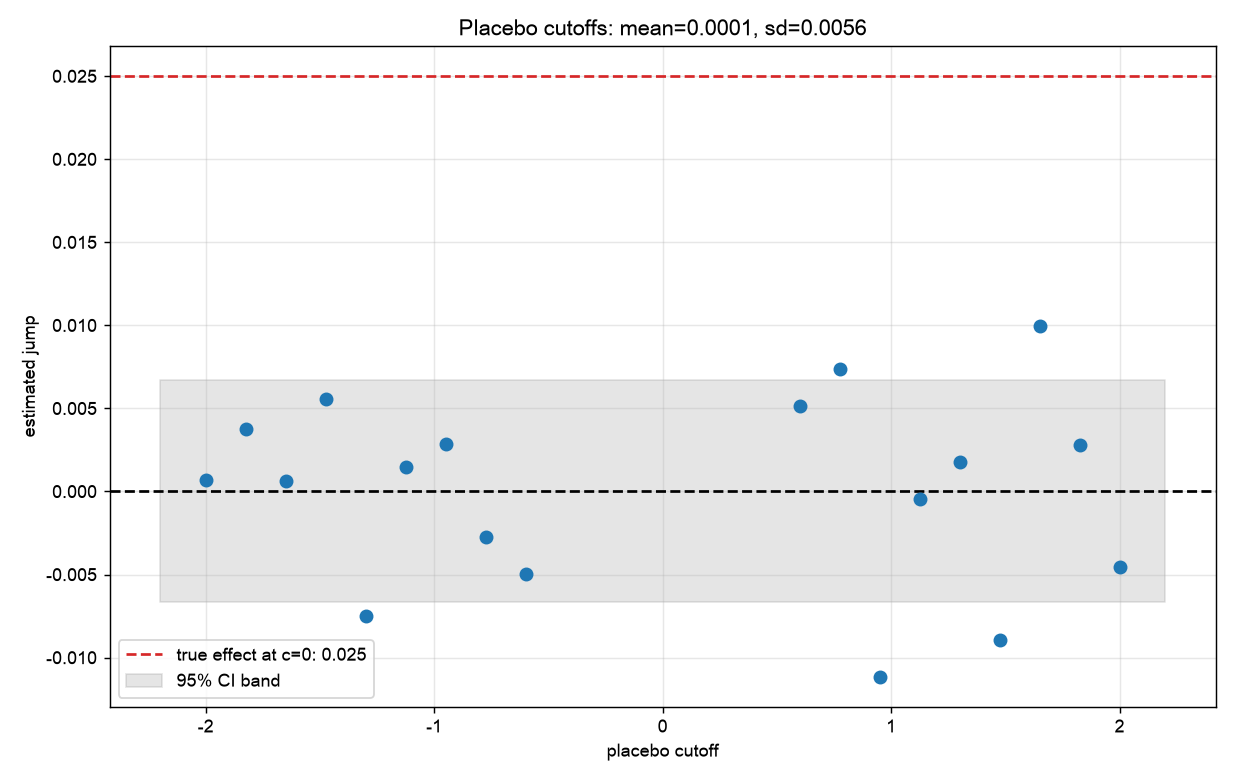 Placebo cutoffs: mean=0.0001, sd=0.0056
estimated jump
0.025
0.020
0.015
0.010
0.005
0.000
-0.005
-0.010
true effect at c=0: 0.025
95% CI band
-2
-1
0
1
2
placebo cutoff